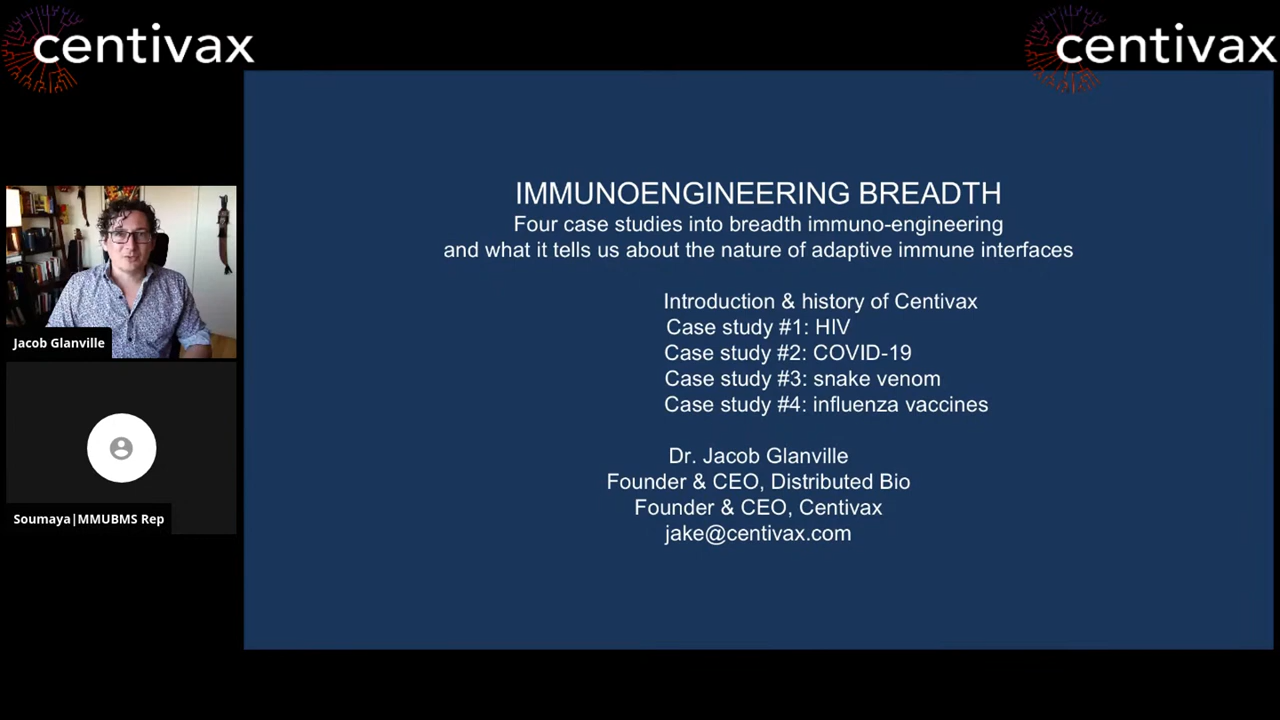 centivax
centivax
IMMUNOENGINEERING BREADTH
Four case studies into breadth immuno-engineering
and what it tells us about the nature of adaptive immune interfaces
Introduction & history of Centivax
Case study #1: HIV
Case study #2: COVID-19
Case study #3: snake venom
Case study #4: influenza vaccines
Dr. Jacob Glanville
Founder & CEO, Distributed Bio
Founder & CEO, Centivax
jake@centivax.com
Jacob Glanville
Soumaya|MMUBMS Rep